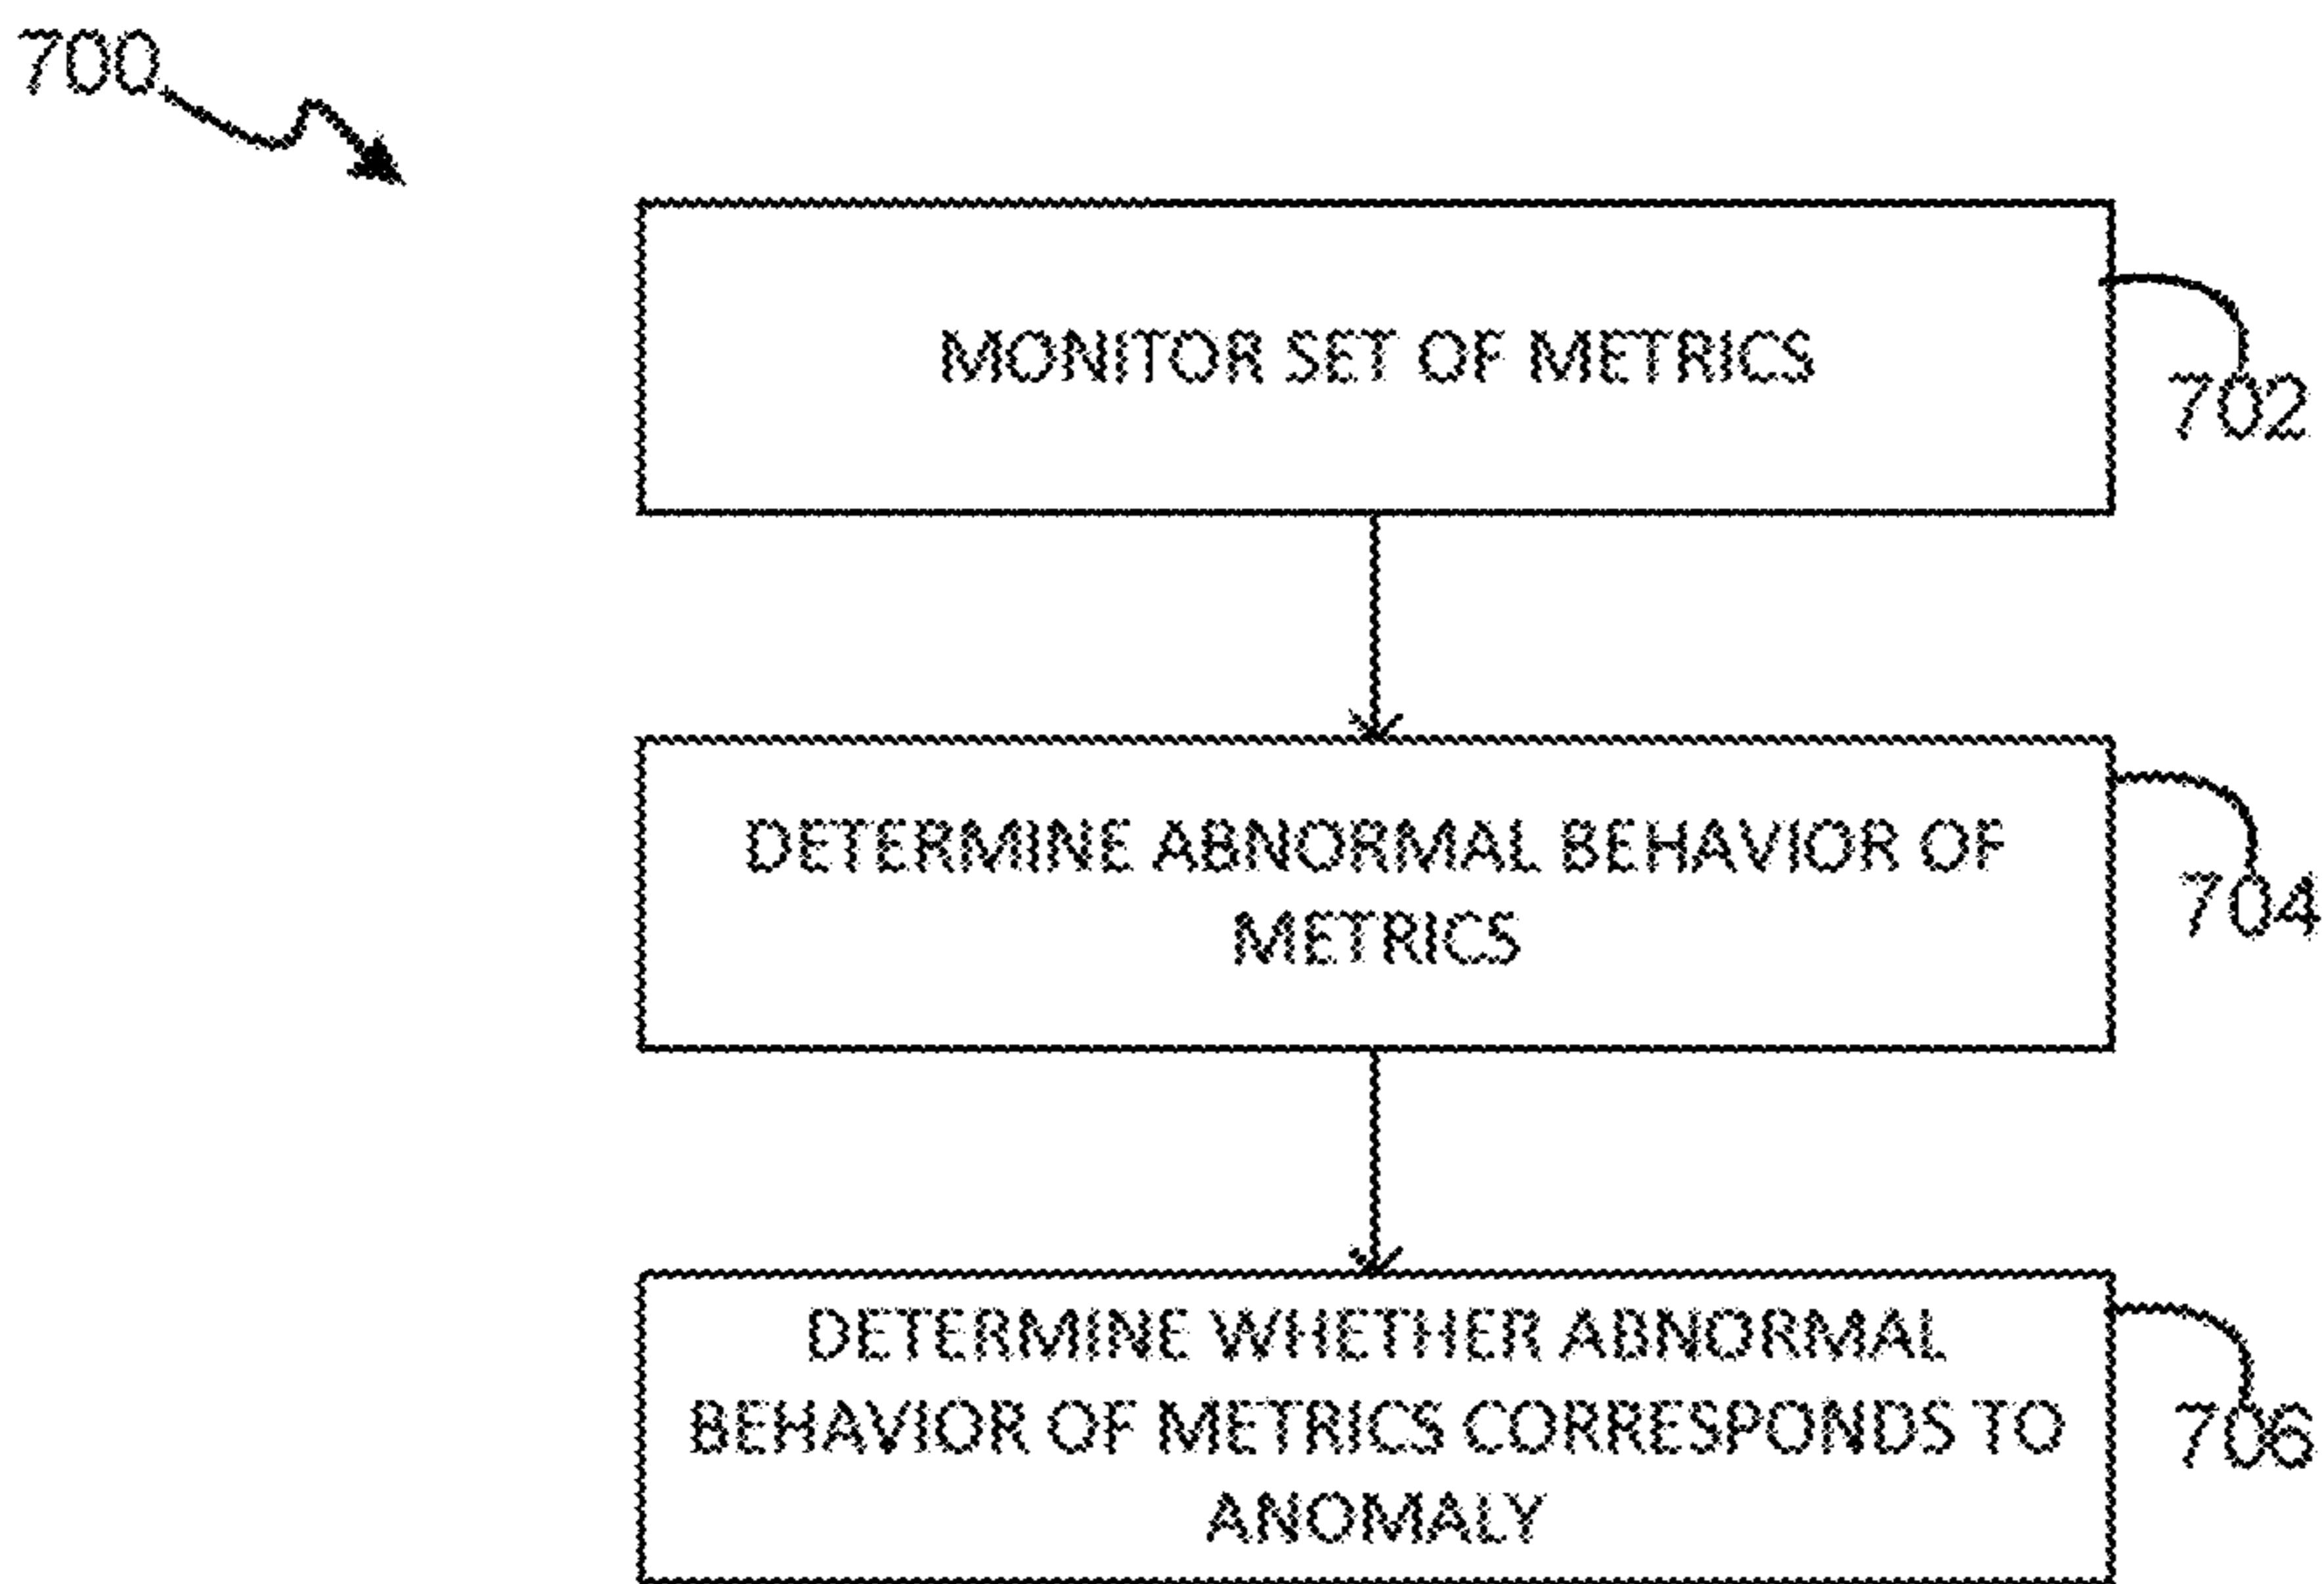 700
MONITOR SET OF METRICS
702
DETERMINE ABNORMAL BEHAVIOR OF
METRICS
704
DETERMINE WHETHER ABNORMAL
BEHAVIOR OF METRICS CORRESPONDS TO
ANOMALY
706